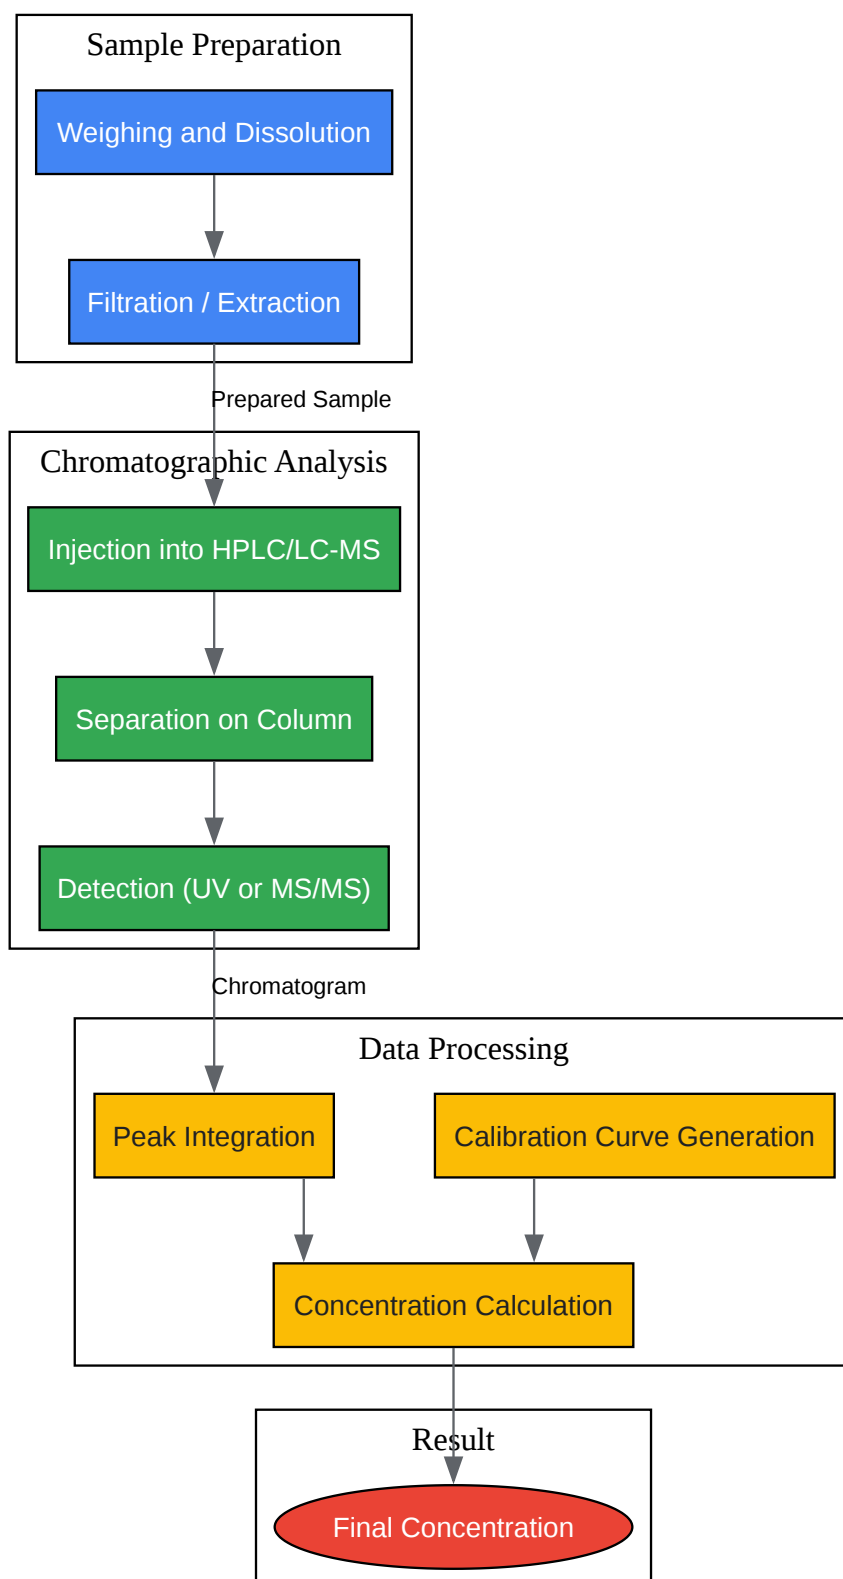 Sample Preparation
Weighing and Dissolution
Filtration / Extraction
Prepared Sample
Chromatographic Analysis
Injection into HPLC/LC-MS
Separation on Column
Detection (UV or MS/MS)
Chromatogram
Data Processing
Peak Integration
Calibration Curve Generation
Concentration Calculation
Result
Final Concentration